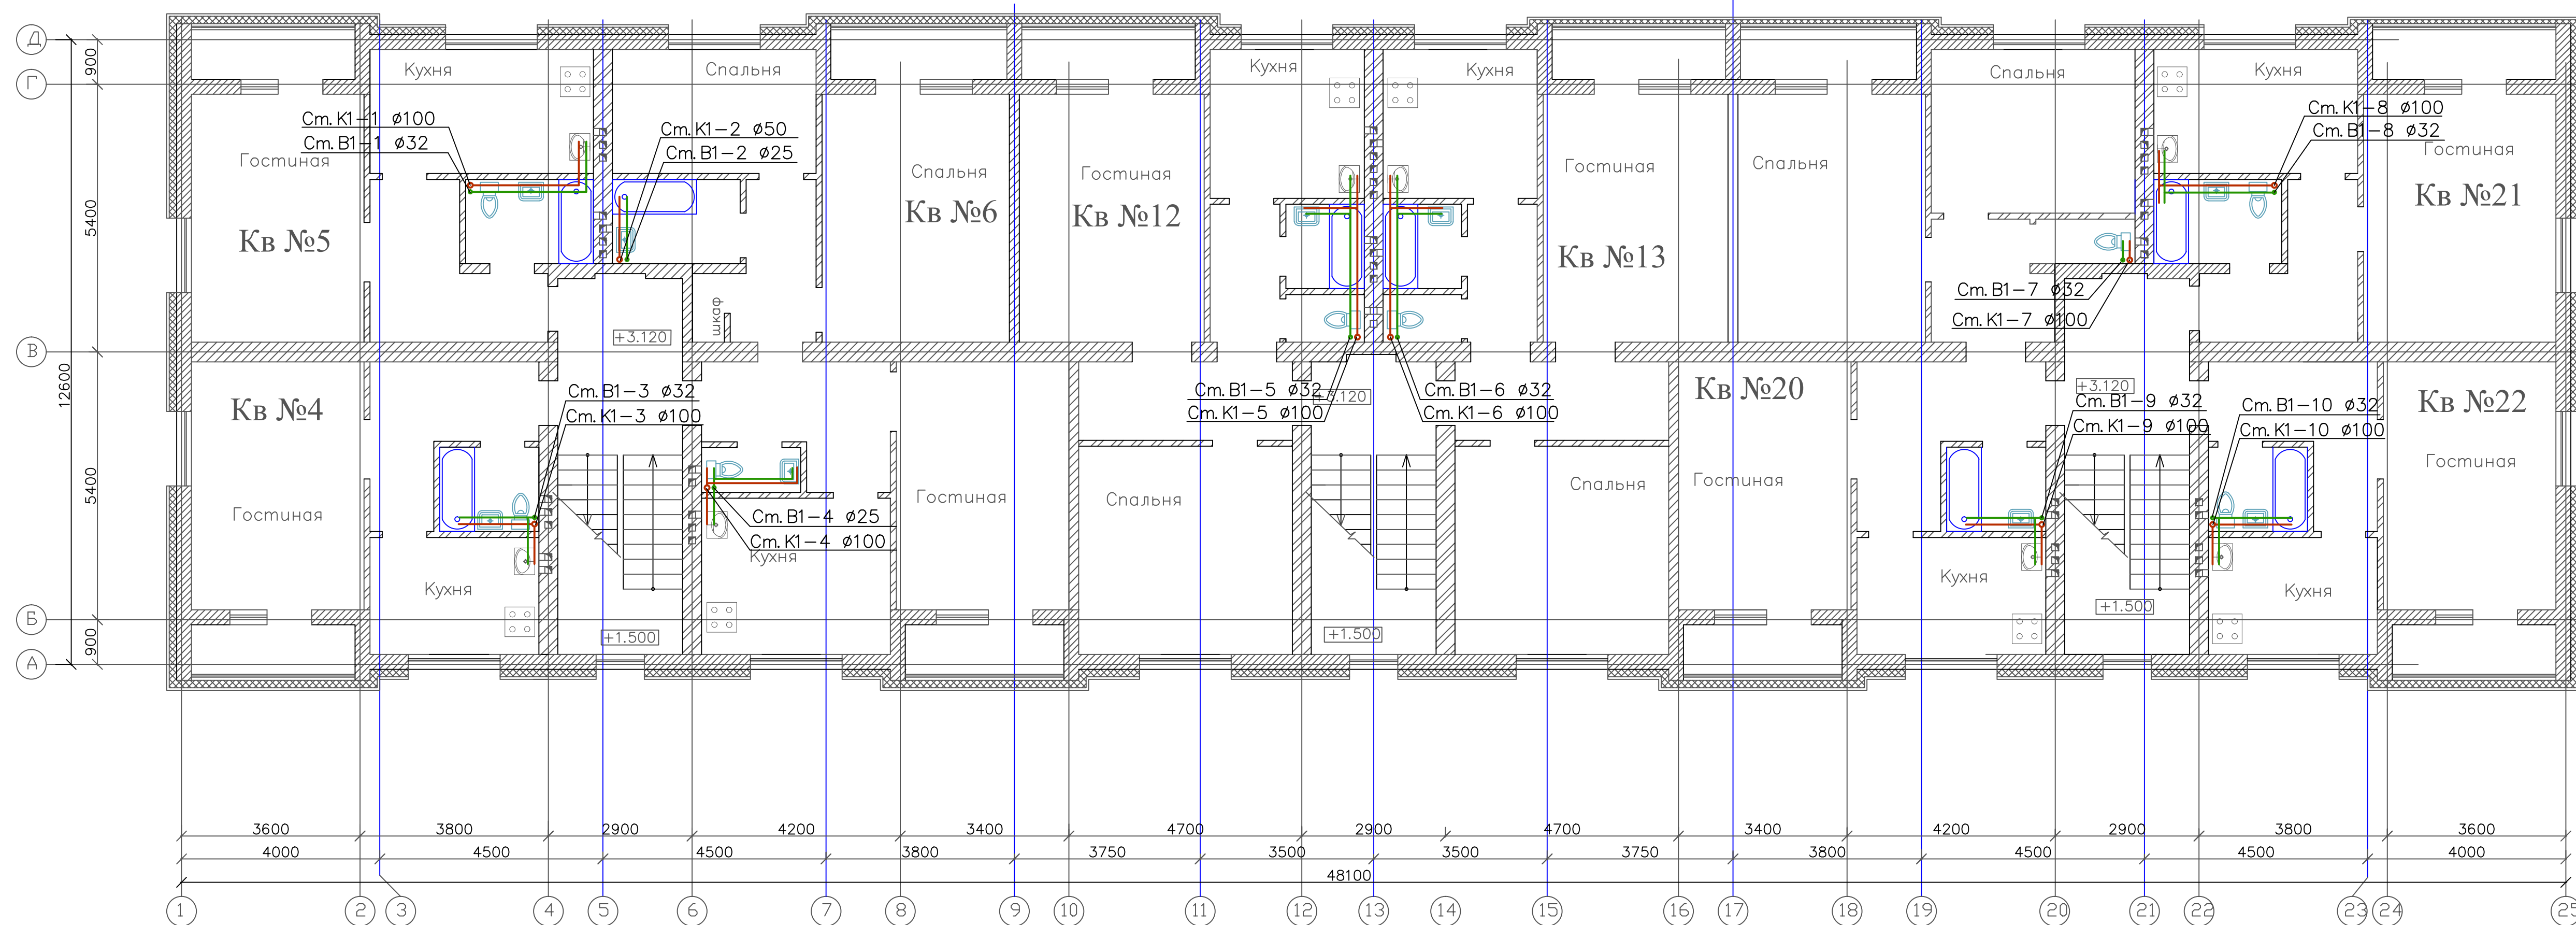 Д
Г
В
Б
А
900
5400
12600
5400
900
Кухня
Спальня
Кухня
Кухня
Спальня
Кухня
Ст. К1-1 ø100
Ст. В1-1 ø32
Гостиная
Кв №5
Ст. К1-2 ø50
Ст. В1-2 ø25
Спальня
Кв №6
Гостиная
Кв №12
Гостиная
Кв №13
Спальня
Ст. К1-8 ø100
Ст. В1-8 ø32
Гостиная
Кв №21
Ст. В1-7 ø32
Ст. К1-7 ø100
шкаф
+3.120
+3.120
+3.120
Кв №4
Гостиная
Ст. В1-3 ø32
Ст. К1-3 ø100
Ст. В1-5 ø32
Ст. К1-5 ø100
Ст. В1-6 ø32
Ст. К1-6 ø100
Кв №20
Гостиная
Ст. В1-9 ø32
Ст. К1-9 ø100
Ст. В1-10 ø32
Ст. К1-10 ø100
Кв №22
Гостиная
Ст. В1-4 ø25
Ст. К1-4 ø100
Кухня
Гостиная
Спальня
Спальня
Кухня
Кухня
Кухня
+1.500
+1.500
+1.500
3600 3800 2900 4200 3400 4700 2900 4700 3400 4200 2900 3800 3600
4000 4500 4500 3800 3750 3500 3500 3750 3800 4500 4500 4000
48100
1 2 3 4 5 6 7 8 9 10 11 12 13 14 15 16 17 18 19 20 21 22 23 24 25